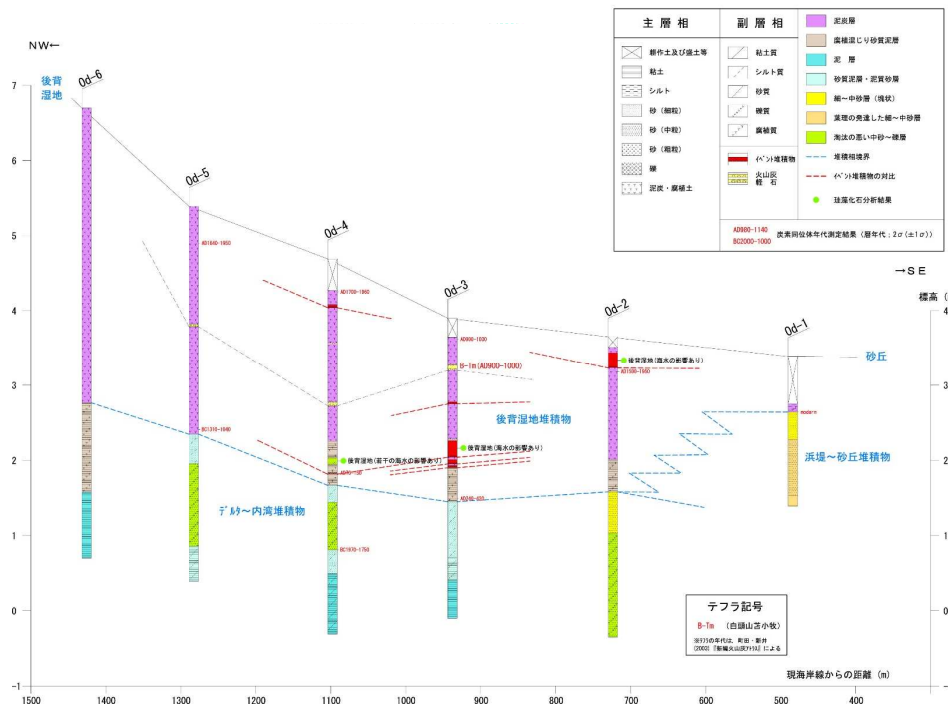 NW←
後背
湿地
Od-6
Od-5
Od-4
Od-3
Od-2
Od-1
→SE
標高 (
砂丘
主 層 相
耕作土及び盛土等
粘土
シルト
砂 (細粒)
砂 (中粒)
砂 (粗粒)
礫
泥炭・腐植土
副 層 相
粘土質
シルト質
砂質
礫質
腐植質
イベント堆積物
火山灰
軽 石
泥炭層
腐植混じり砂質泥層
泥 層
砂質泥層・泥質砂層
細~中砂層 (塊状)
葉理の発達した細~中砂層
淘汰の悪い中砂~礫層
堆積相境界
イベント堆積物の対比
珪藻化石分析結果
AD980-1140
BC2000-1000
炭素同位体年代測定結果 (暦年代:2σ(±1σ))
B-Tm(AD900-1000)
後背湿地(海水の影響あり)
後背湿地(海水の影響あり)
後背湿地(若干の海水の影響あり)
後背湿地堆積物
浜堤~砂丘堆積物
デルタ~内湾堆積物
modern
テフラ記号
B-Tm (白頭山苫小牧)
※テフラの年代は、町田・新井
(2003)『新編火山灰アトラス』による
現海岸線からの距離 (m)
7
6
5
4
3
2
1
0
-1
4
3
2
1
0
-1
1500
1400
1300
1200
1100
1000
900
800
700
600
500
400
300